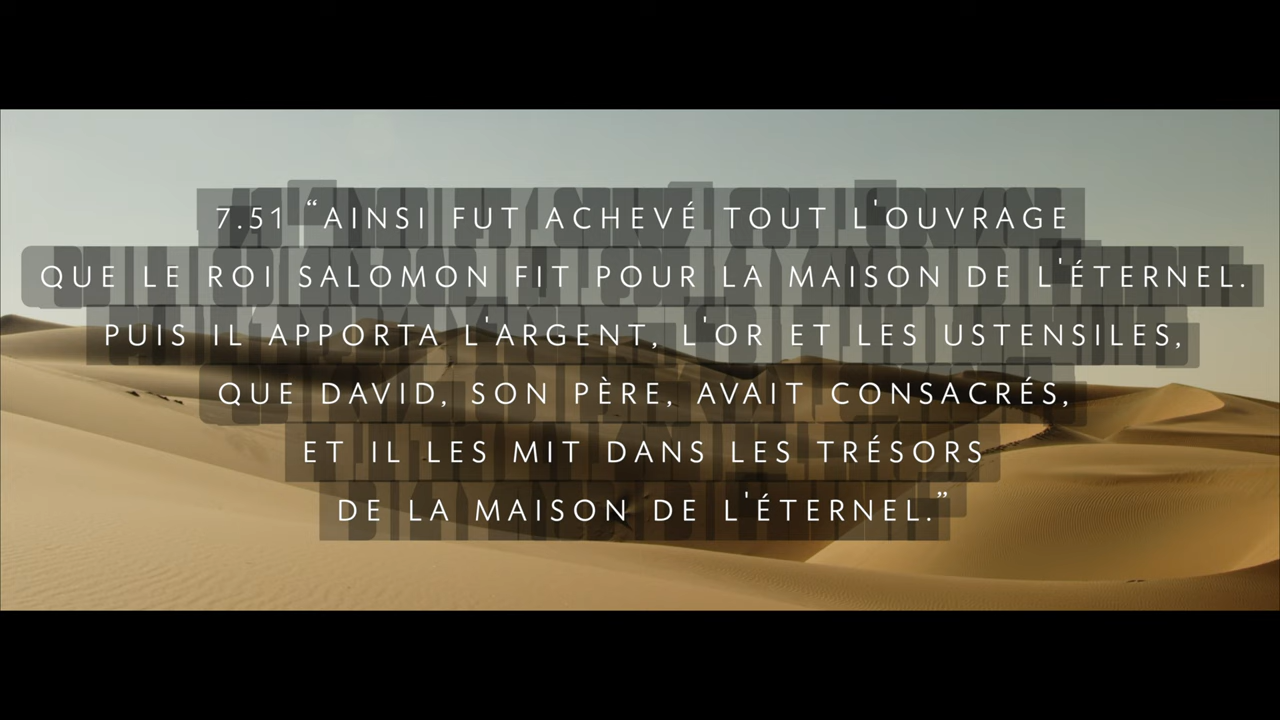 7.51 “AINSI FUT ACHEVÉ TOUT L'OUVRAGE
QUE LE ROI SALOMON FIT POUR LA MAISON DE L'ÉTERNEL.
PUIS IL APPORTA L'ARGENT, L'OR ET LES USTENSILES,
QUE DAVID, SON PÈRE, AVAIT CONSACRÉS,
ET IL LES MIT DANS LES TRÉSORS
DE LA MAISON DE L'ÉTERNEL.”